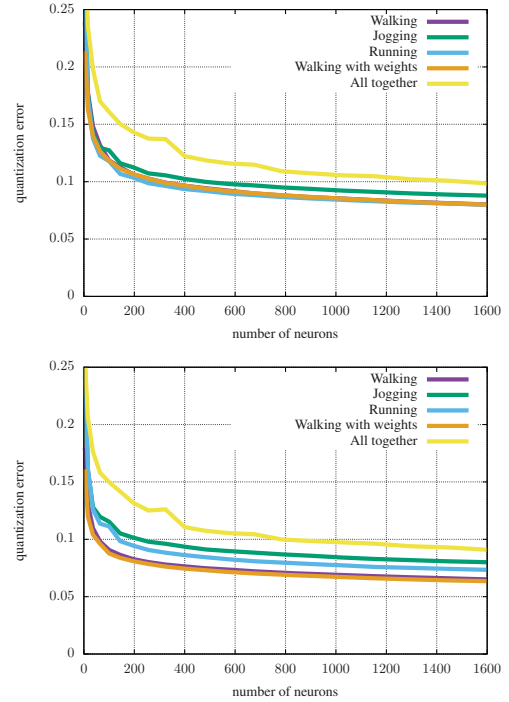 0.25
0.2
0.15
0.1
0.05
0
quantization error
0 200 400 600 800 1000 1200 1400 1600
number of neurons
Walking
Jogging
Running
Walking with weights
All together
0.25
0.2
0.15
0.1
0.05
0
quantization error
0 200 400 600 800 1000 1200 1400 1600
number of neurons
Walking
Jogging
Running
Walking with weights
All together